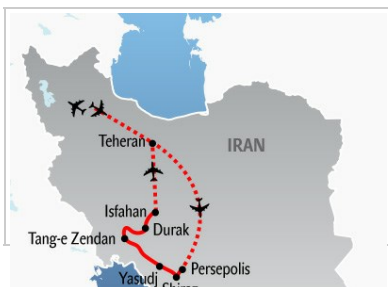 Teheran
IRAN
Isfahan
Durak
Tang-e Zendan
Persepolis
Yasudj